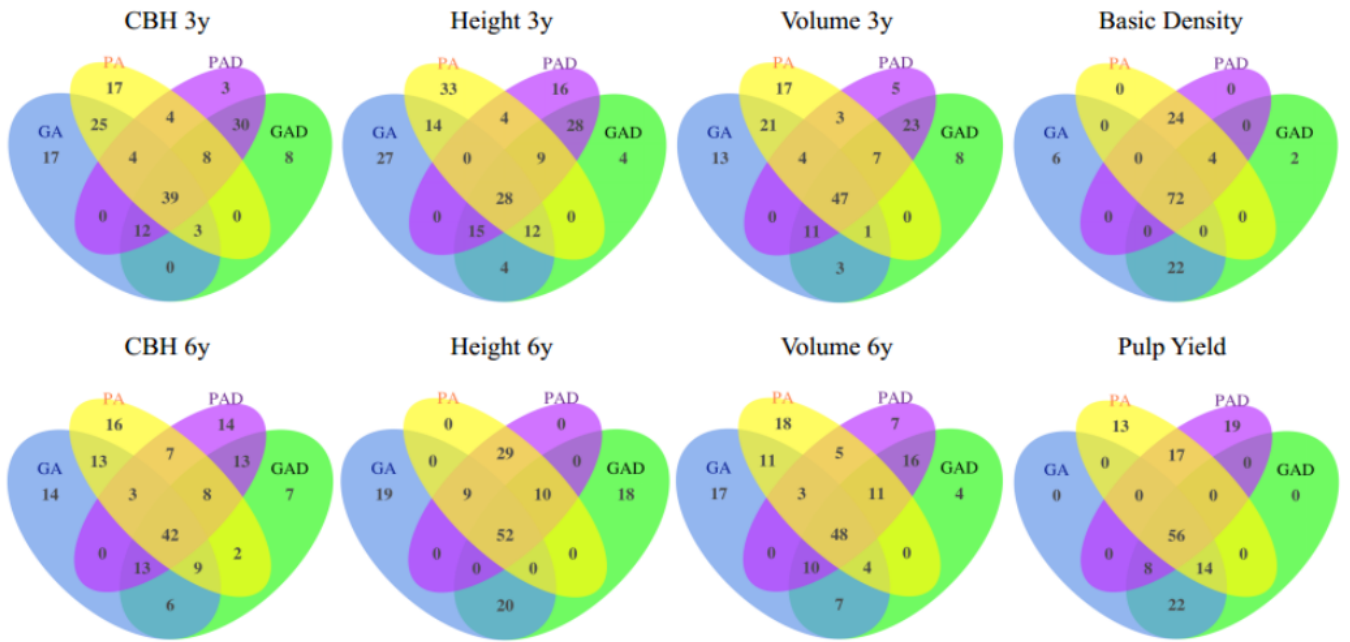 CBH 3y Height 3y Volume 3y Basic Density
PA PAD PA PAD PA PAD PA PAD
17 3 33 16 17 5 0 0
25 4 30 14 4 28 21 3 23 0 24 0
GA GAD GA GAD GA GAD GA GAD
17 4 8 8 27 0 9 4 13 4 7 8 6 0 4 2
39 28 47 72
0 0 0 0 0 0 0 0
12 3 15 12 11 1 0 0
0 4 3 22
CBH 6y Height 6y Volume 6y Pulp Yield
PA PAD PA PAD PA PAD PA PAD
16 14 0 0 18 7 13 19
13 7 13 0 29 0 11 5 16 0 17 0
GA GAD GA GAD GA GAD GA GAD
14 3 8 7 19 9 10 18 17 3 11 4 0 0 0 0
42 52 48 56
0 2 0 0 0 0 0 0
13 9 0 0 10 4 8 14
6 20 7 22